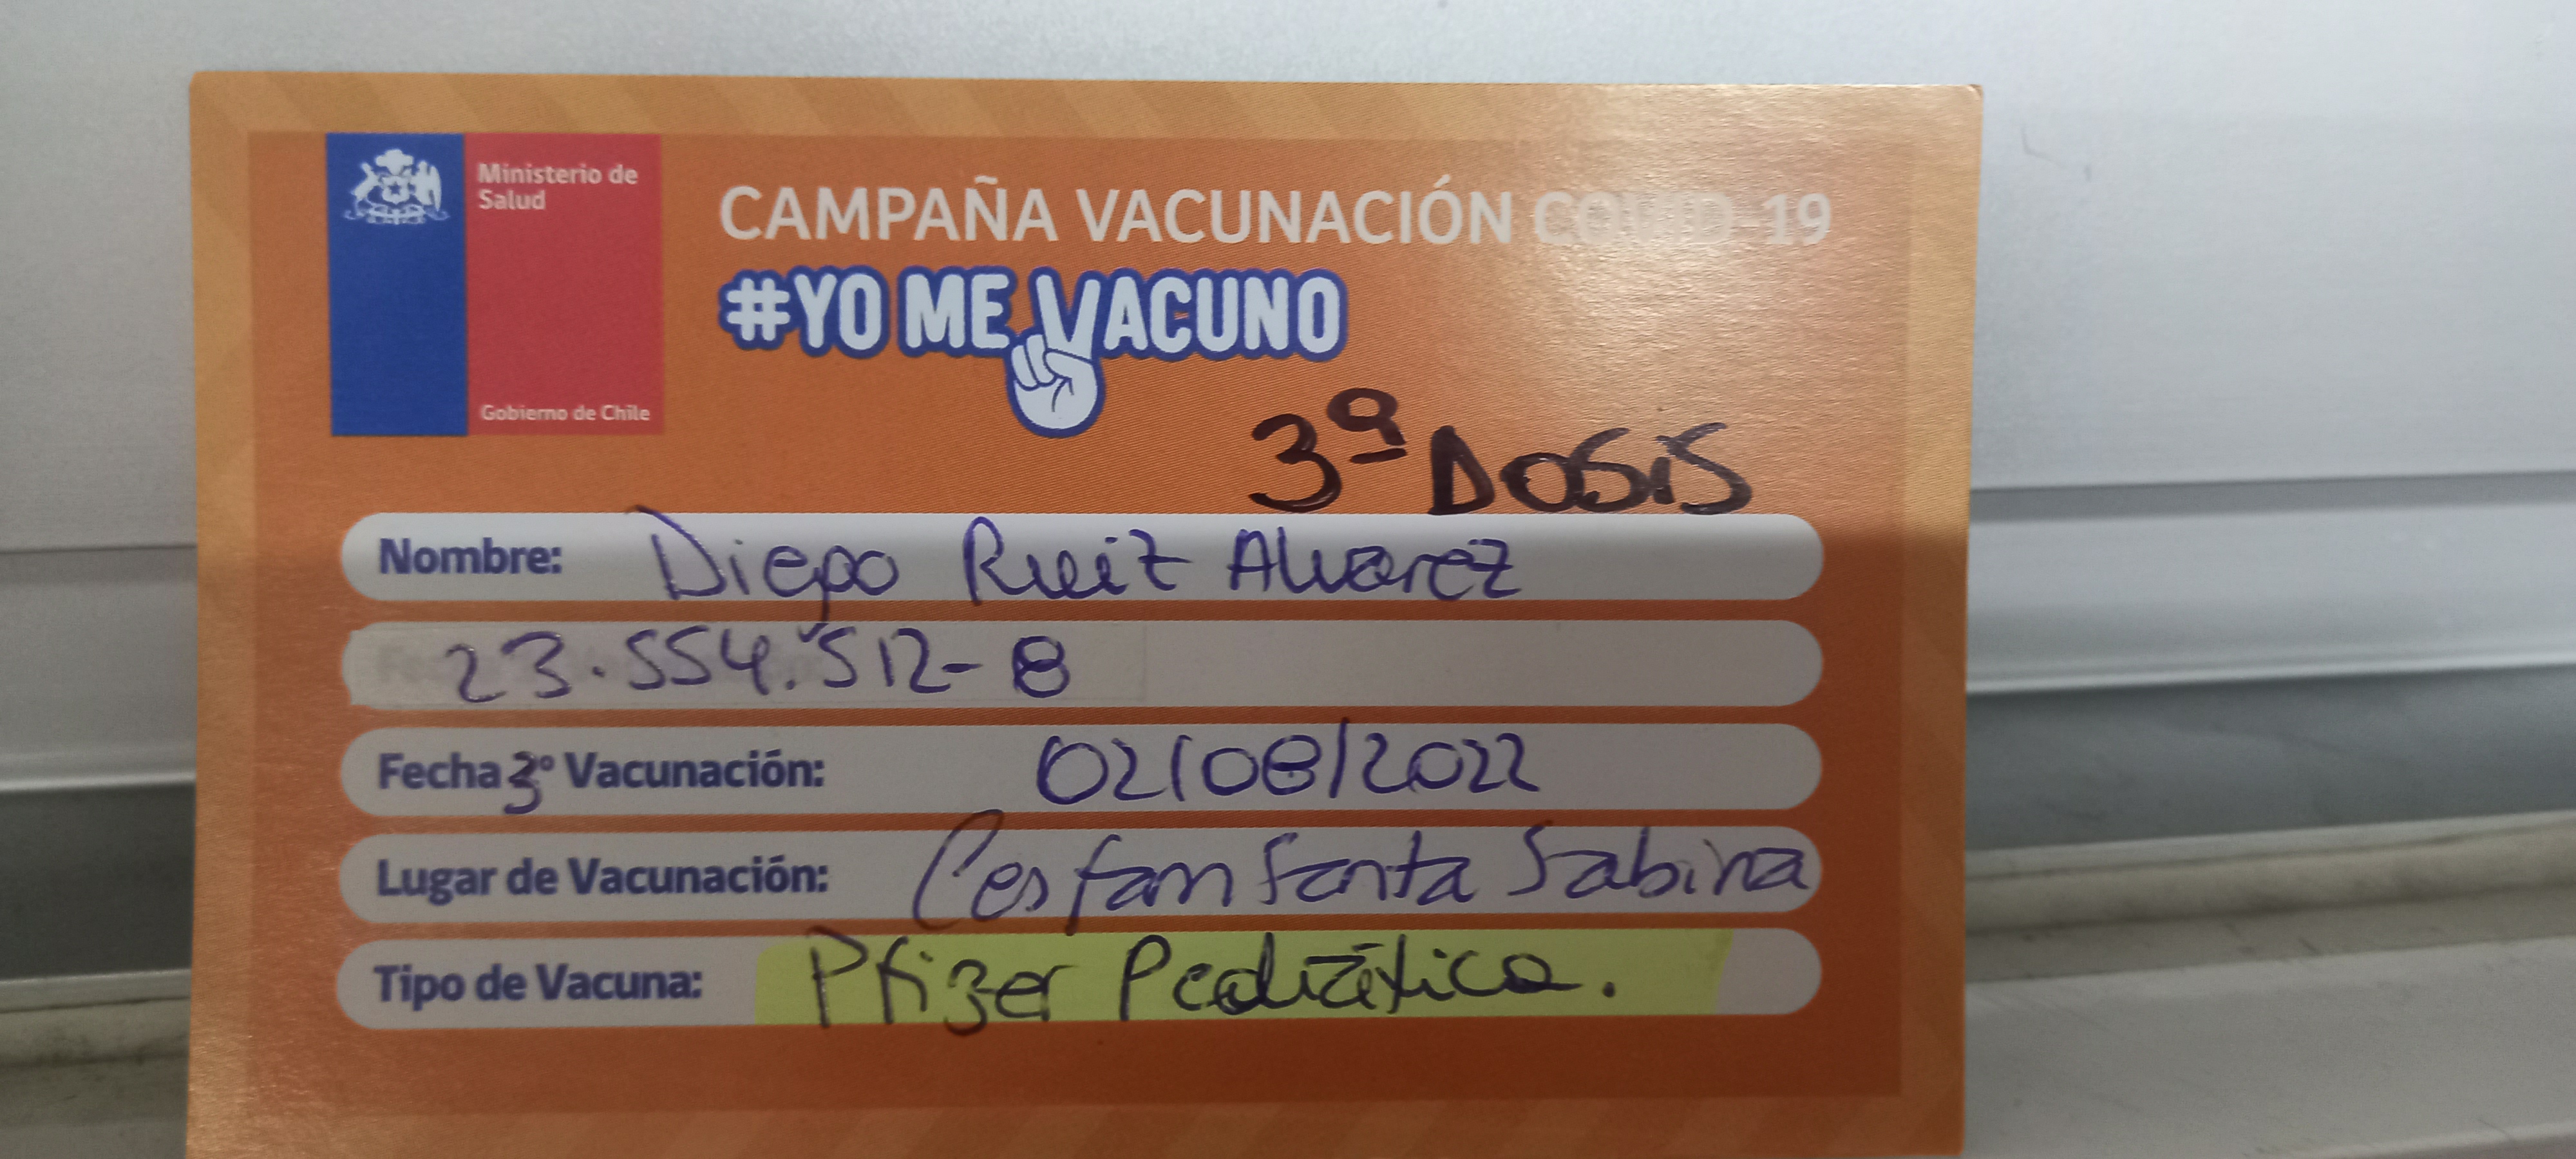 Ministerio de
Salud
Gobierno de Chile
CAMPAÑA VACUNACIÓN COVID-19
#YO ME VACUNO
3ª DOSIS
Nombre: Diego Ruiz Alvarez
23.554.512-8
Fecha 3° Vacunación: 02/08/2022
Lugar de Vacunación: Cesfam Santa Sabina
Tipo de Vacuna: Pfizer Pediátrica.